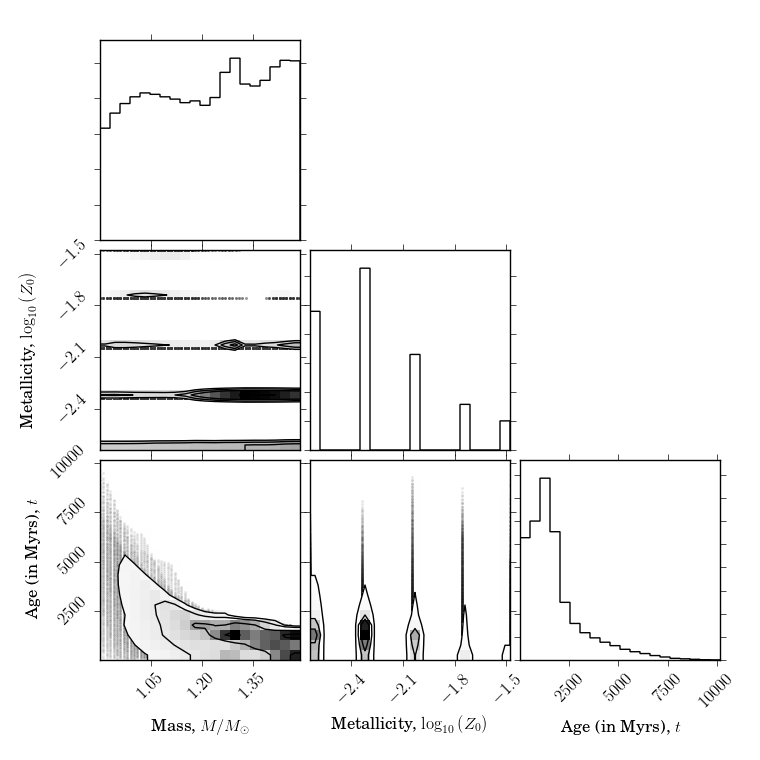 −1.5
−1.8
−2.1
−2.4
Metallicity, log₁₀(Z₀)
10000
7500
5000
2500
Age (in Myrs), t
1.05 1.20 1.35
−2.4 −2.1 −1.8 −1.5
2500 5000 7500 10000
Mass, M/M⊙
Metallicity, log₁₀(Z₀)
Age (in Myrs), t